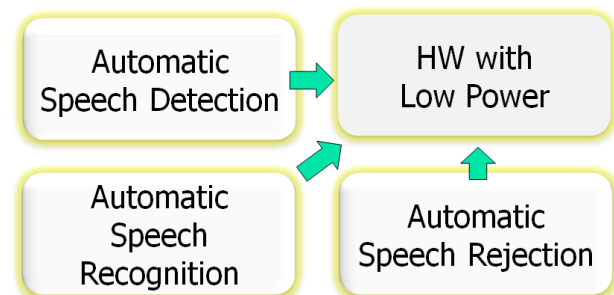 Automatic
Speech Detection
HW with
Low Power
Automatic
Speech
Recognition
Automatic
Speech Rejection